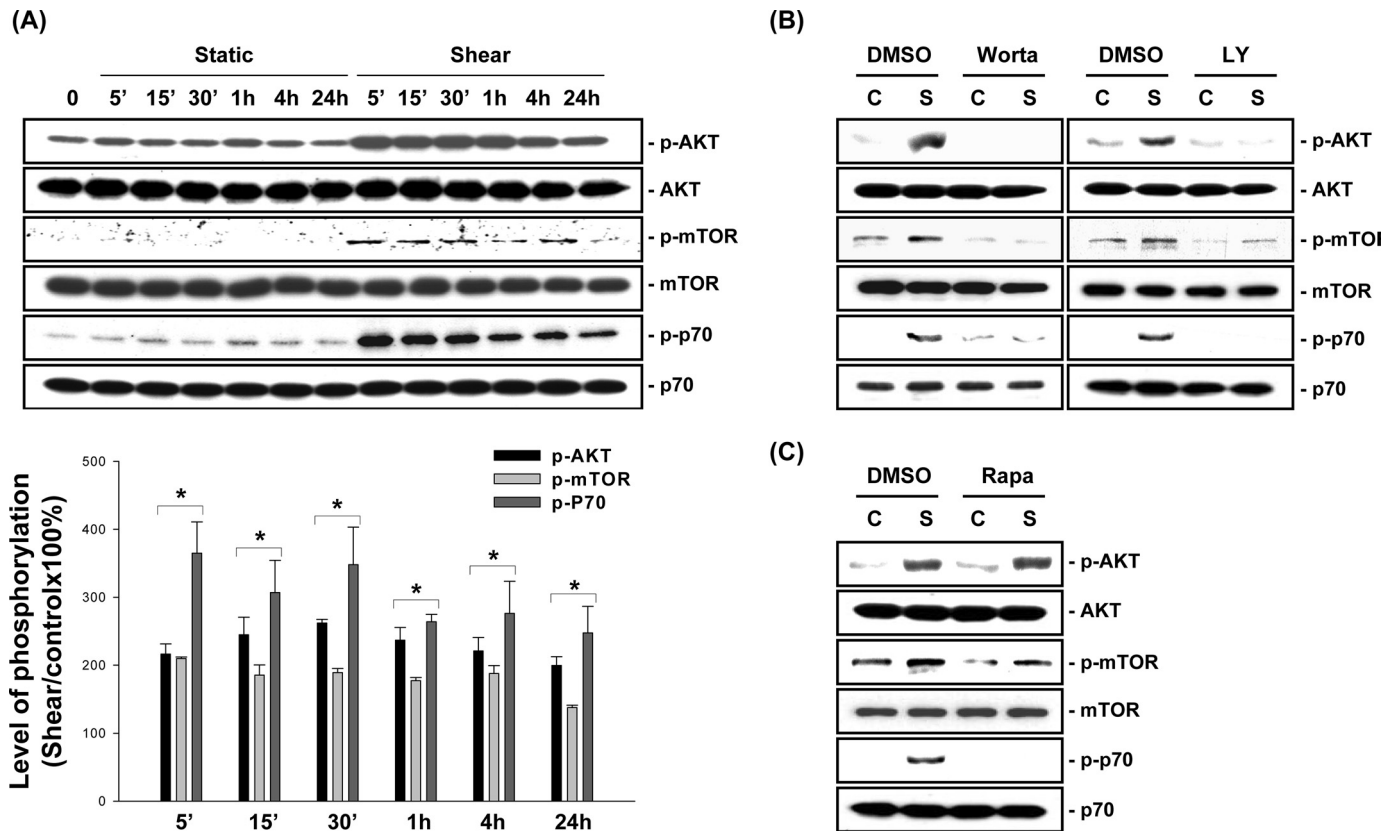 (A)
Static Shear
0 5’ 15’ 30’ 1h 4h 24h 5’ 15’ 30’ 1h 4h 24h
- p-AKT
- AKT
- p-mTOR
- mTOR
- p-p70
- p70
Level of phosphorylation
(Shear/controlx100%)
500
400
300
200
100
0
p-AKT
p-mTOR
p-P70
*
*
*
*
*
*
5’ 15’ 30’ 1h 4h 24h
(B)
DMSO Worta DMSO LY
C S C S C S C S
- p-AKT
- AKT
- p-mTOR
- mTOR
- p-p70
- p70
(C)
DMSO Rapa
C S C S
- p-AKT
- AKT
- p-mTOR
- mTOR
- p-p70
- p70